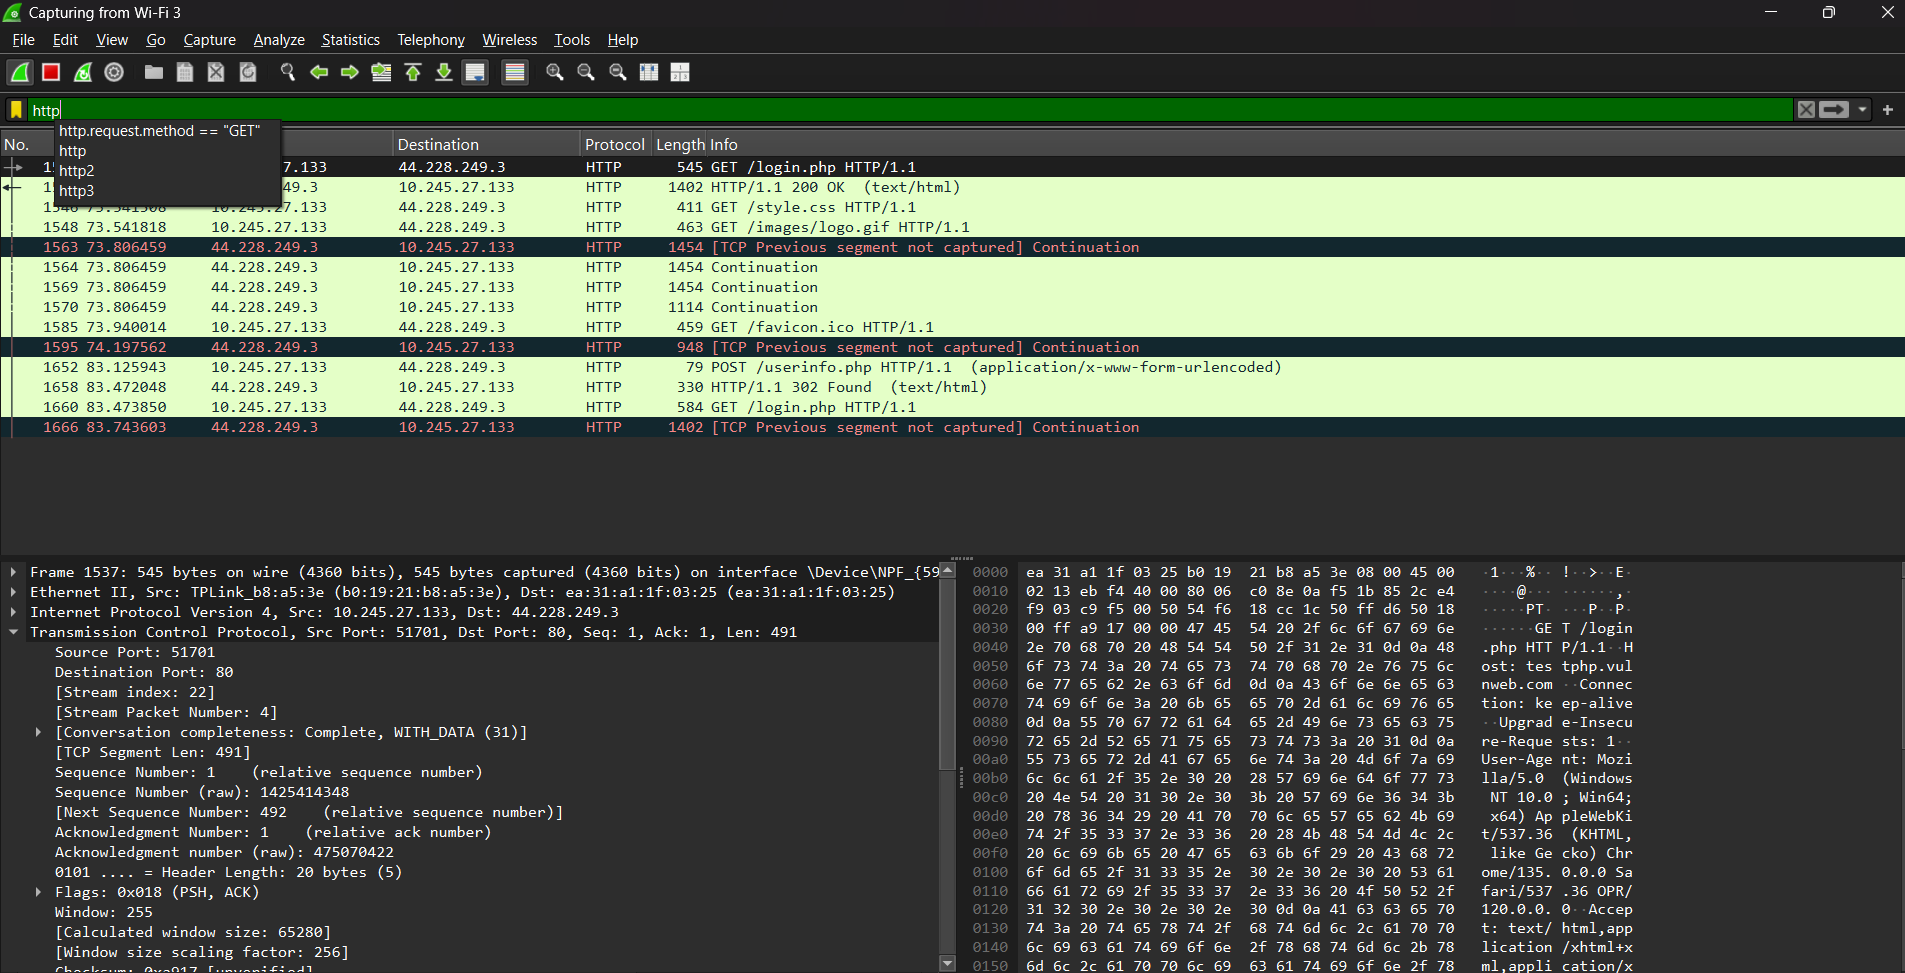 Capturing from Wi-Fi 3
File Edit View Go Capture Analyze Statistics Telephony Wireless Tools Help
http
http.request.method == "GET"
http
http2
http3
No. Destination Protocol Length Info
7.133 44.228.249.3 HTTP 545 GET /login.php HTTP/1.1
49.3 10.245.27.133 HTTP 1402 HTTP/1.1 200 OK (text/html)
1546 73.541508 10.245.27.133 44.228.249.3 HTTP 411 GET /style.css HTTP/1.1
1548 73.541818 10.245.27.133 44.228.249.3 HTTP 463 GET /images/logo.gif HTTP/1.1
1563 73.806459 44.228.249.3 10.245.27.133 HTTP 1454 [TCP Previous segment not captured] Continuation
1564 73.806459 44.228.249.3 10.245.27.133 HTTP 1454 Continuation
1569 73.806459 44.228.249.3 10.245.27.133 HTTP 1454 Continuation
1570 73.806459 44.228.249.3 10.245.27.133 HTTP 1114 Continuation
1585 73.940014 10.245.27.133 44.228.249.3 HTTP 459 GET /favicon.ico HTTP/1.1
1595 74.197562 44.228.249.3 10.245.27.133 HTTP 948 [TCP Previous segment not captured] Continuation
1652 83.125943 10.245.27.133 44.228.249.3 HTTP 79 POST /userinfo.php HTTP/1.1 (application/x-www-form-urlencoded)
1658 83.472048 44.228.249.3 10.245.27.133 HTTP 330 HTTP/1.1 302 Found (text/html)
1660 83.473850 10.245.27.133 44.228.249.3 HTTP 584 GET /login.php HTTP/1.1
1666 83.743603 44.228.249.3 10.245.27.133 HTTP 1402 [TCP Previous segment not captured] Continuation
Frame 1537: 545 bytes on wire (4360 bits), 545 bytes captured (4360 bits) on interface \Device\NPF_{59
Ethernet II, Src: TPLink_b8:a5:3e (b0:19:21:b8:a5:3e), Dst: ea:31:a1:1f:03:25 (ea:31:a1:1f:03:25)
Internet Protocol Version 4, Src: 10.245.27.133, Dst: 44.228.249.3
Transmission Control Protocol, Src Port: 51701, Dst Port: 80, Seq: 1, Ack: 1, Len: 491
Source Port: 51701
Destination Port: 80
[Stream index: 22]
[Stream Packet Number: 4]
[Conversation completeness: Complete, WITH_DATA (31)]
[TCP Segment Len: 491]
Sequence Number: 1 (relative sequence number)
Sequence Number (raw): 1425414348
[Next Sequence Number: 492 (relative sequence number)]
Acknowledgment Number: 1 (relative ack number)
Acknowledgment number (raw): 475070422
0101 .... = Header Length: 20 bytes (5)
Flags: 0x018 (PSH, ACK)
Window: 255
[Calculated window size: 65280]
[Window size scaling factor: 256]
Checksum: 0xa917 [unverified]
0000 ea 31 a1 1f 03 25 b0 19 21 b8 a5 3e 08 00 45 00 ·1···%·· !··>··E·
0010 02 13 eb f4 40 00 80 06 c0 8e 0a f5 1b 85 2c e4 ····@··· ······,·
0020 f9 03 c9 f5 00 50 54 f6 18 cc 1c 50 ff d6 50 18 ·····PT· ···P··P·
0030 00 ff a9 17 00 00 47 45 54 20 2f 6c 6f 67 69 6e ······GE T /login
0040 2e 70 68 70 20 48 54 54 50 2f 31 2e 31 0d 0a 48 .php HTT P/1.1··H
0050 6f 73 74 3a 20 74 65 73 74 70 68 70 2e 76 75 6c ost: tes tphp.vul
0060 6e 77 65 62 2e 63 6f 6d 0d 0a 43 6f 6e 6e 65 63 nweb.com ··Connec
0070 74 69 6f 6e 3a 20 6b 65 65 70 2d 61 6c 69 76 65 tion: ke ep-alive
0080 0d 0a 55 70 67 72 61 64 65 2d 49 6e 73 65 63 75 ··Upgrad e-Insecu
0090 72 65 2d 52 65 71 75 65 73 74 73 3a 20 31 0d 0a re-Reque sts: 1··
00a0 55 73 65 72 2d 41 67 65 6e 74 3a 20 4d 6f 7a 69 User-Age nt: Mozi
00b0 6c 6c 61 2f 35 2e 30 20 28 57 69 6e 64 6f 77 73 lla/5.0 (Windows
00c0 20 4e 54 20 31 30 2e 30 3b 20 57 69 6e 36 34 3b NT 10.0 ; Win64;
00d0 20 78 36 34 29 20 41 70 70 6c 65 57 65 62 4b 69 x64) Ap pleWebKi
00e0 74 2f 35 33 37 2e 33 36 20 28 4b 48 54 4d 4c 2c t/537.36 (KHTML,
00f0 20 6c 69 6b 65 20 47 65 63 6b 6f 29 20 43 68 72 like Ge cko) Chr
0100 6f 6d 65 2f 31 33 35 2e 30 2e 30 2e 30 20 53 61 ome/135. 0.0.0 Sa
0110 66 61 72 69 2f 35 33 37 2e 33 36 20 4f 50 52 2f fari/537 .36 OPR/
0120 31 32 30 2e 30 2e 30 2e 30 0d 0a 41 63 63 65 70 120.0.0. 0··Accep
0130 74 3a 20 74 65 78 74 2f 68 74 6d 6c 2c 61 70 70 t: text/ html,app
0140 6c 69 63 61 74 69 6f 6e 2f 78 68 74 6d 6c 2b 78 lication /xhtml+x
0150 6d 6c 2c 61 70 70 6c 69 63 61 74 69 6f 6e 2f 78 ml,appli cation/x